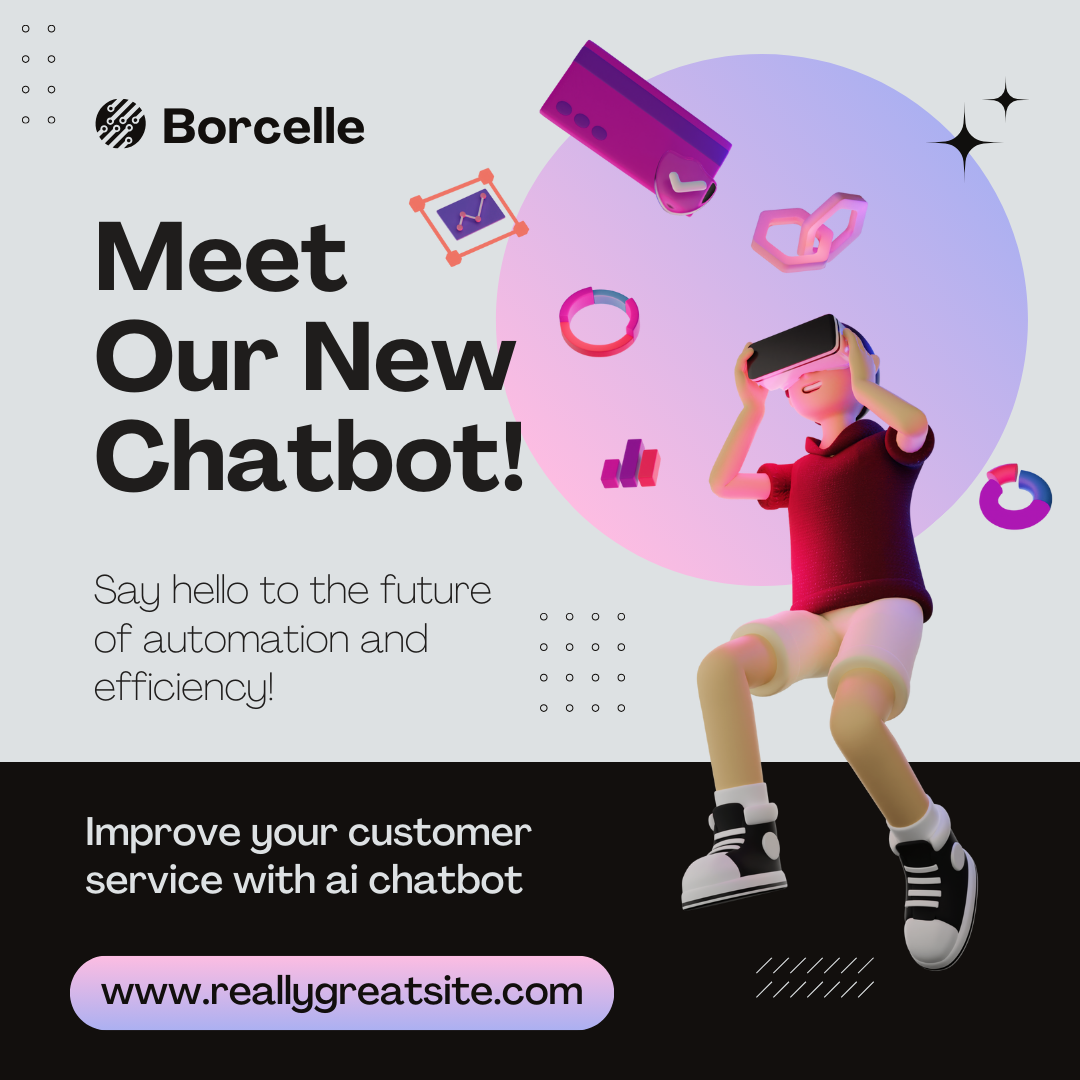 Borcelle
Meet
Our New
Chatbot!
Say hello to the future
of automation and
efficiency!
Improve your customer
service with ai chatbot
www.reallygreatsite.com